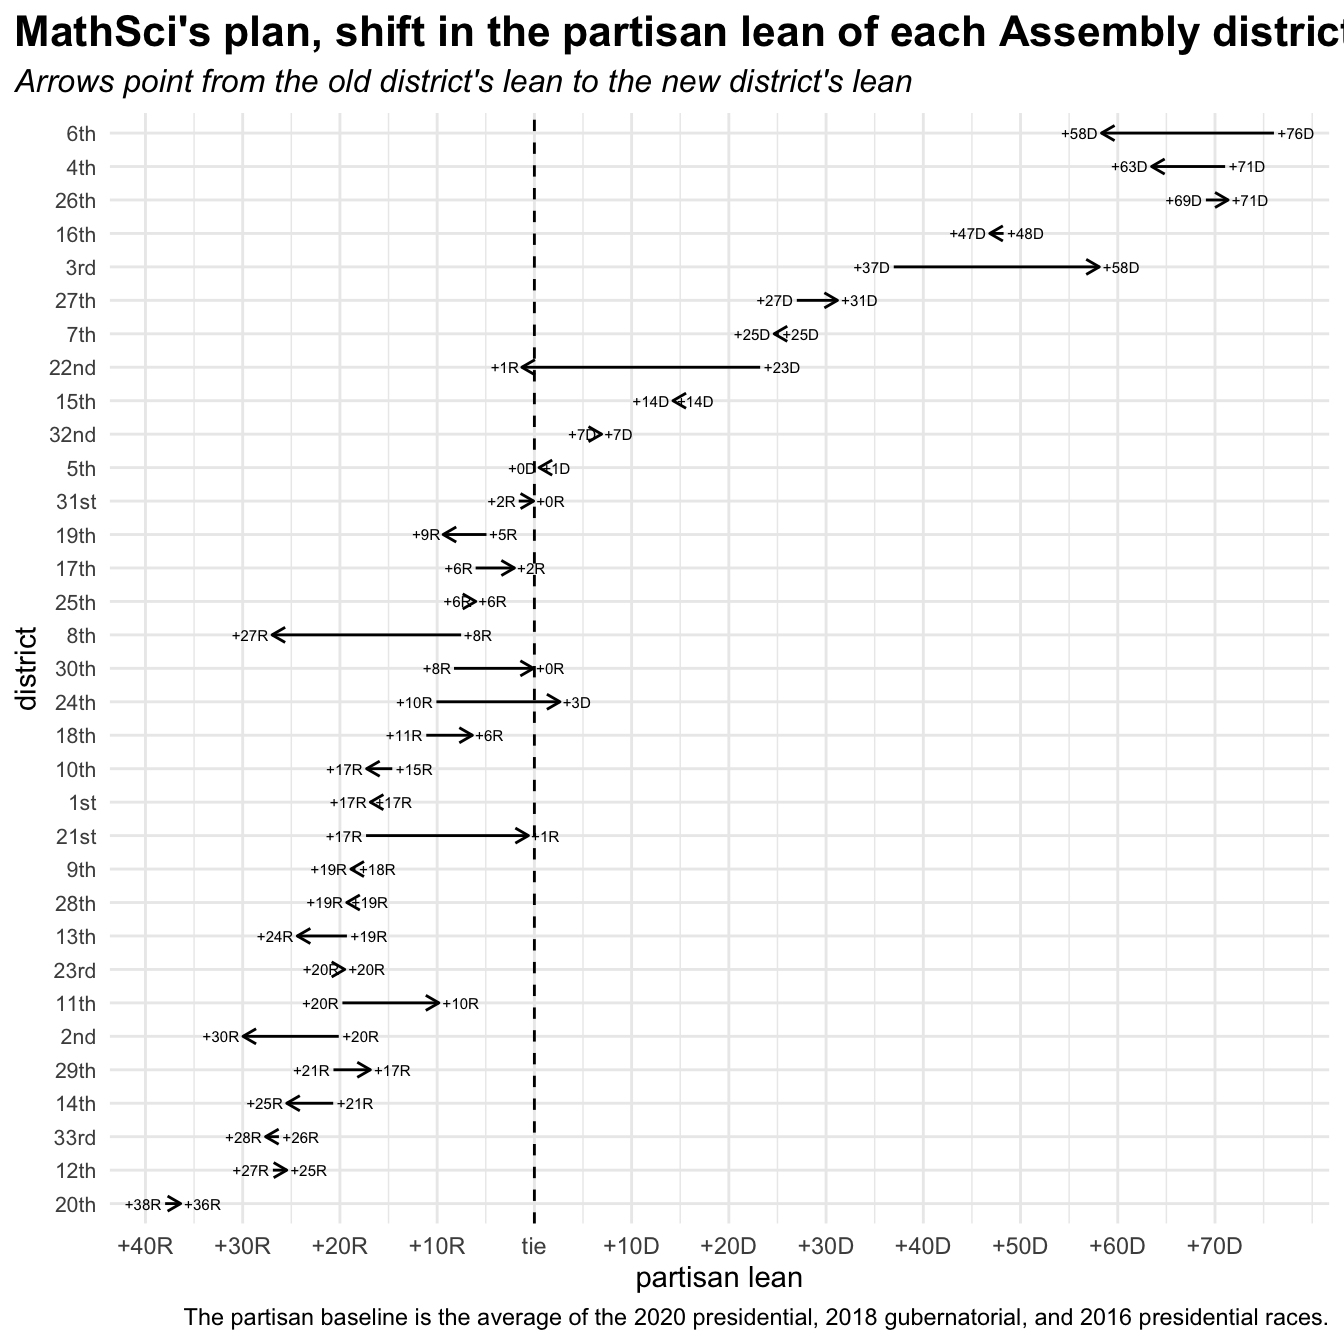 MathSci's plan, shift in the partisan lean of each Assembly district
Arrows point from the old district's lean to the new district's lean
6th +58D +76D
4th +63D +71D
26th +69D +71D
16th +47D +48D
3rd +37D +58D
27th +27D +31D
7th +25D +25D
22nd +1R +23D
15th +14D +14D
32nd +7D +7D
5th +0D +1D
31st +2R +0R
19th +9R +5R
17th +6R +2R
25th +6R +6R
8th +27R +8R
30th +8R +0R
24th +10R +3D
18th +11R +6R
10th +17R +15R
1st +17R +17R
21st +17R +1R
9th +19R +18R
28th +19R +19R
13th +24R +19R
23rd +20R +20R
11th +20R +10R
2nd +30R +20R
29th +21R +17R
14th +25R +21R
33rd +28R +26R
12th +27R +25R
20th +38R +36R
district
+40R +30R +20R +10R tie +10D +20D +30D +40D +50D +60D +70D
partisan lean
The partisan baseline is the average of the 2020 presidential, 2018 gubernatorial, and 2016 presidential races.